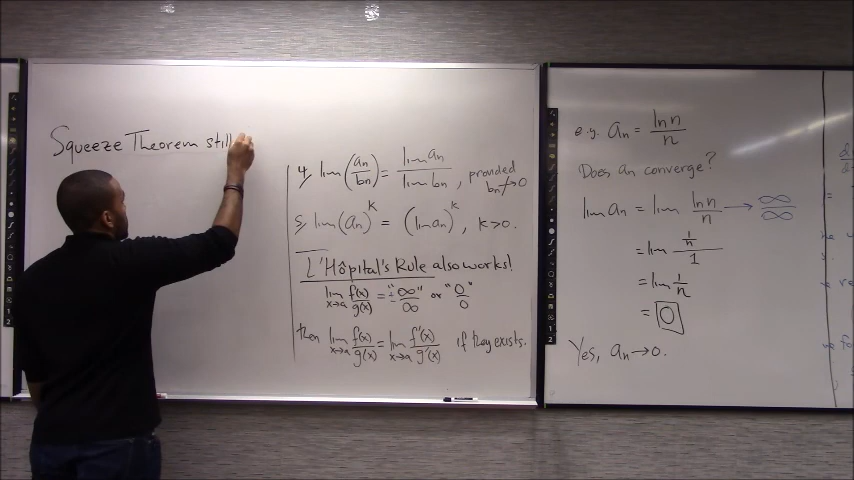 Squeeze Theorem still
4, lim (an/bn) = lim an / lim bn , provided bn ↛ 0
5, lim (an)^k = (lim an)^k , k>0.
L'Hôpital's Rule also works!
lim x→a f(x)/g(x) = "±∞/∞" or "0/0"
then lim x→a f(x)/g(x) = lim x→a f'(x)/g'(x) if they exists.
e.g. an = ln n / n
Does an converge?
lim an = lim ln n / n → ∞/∞
= lim 1/n / 1
= lim 1/n
= 0
Yes, an → 0.